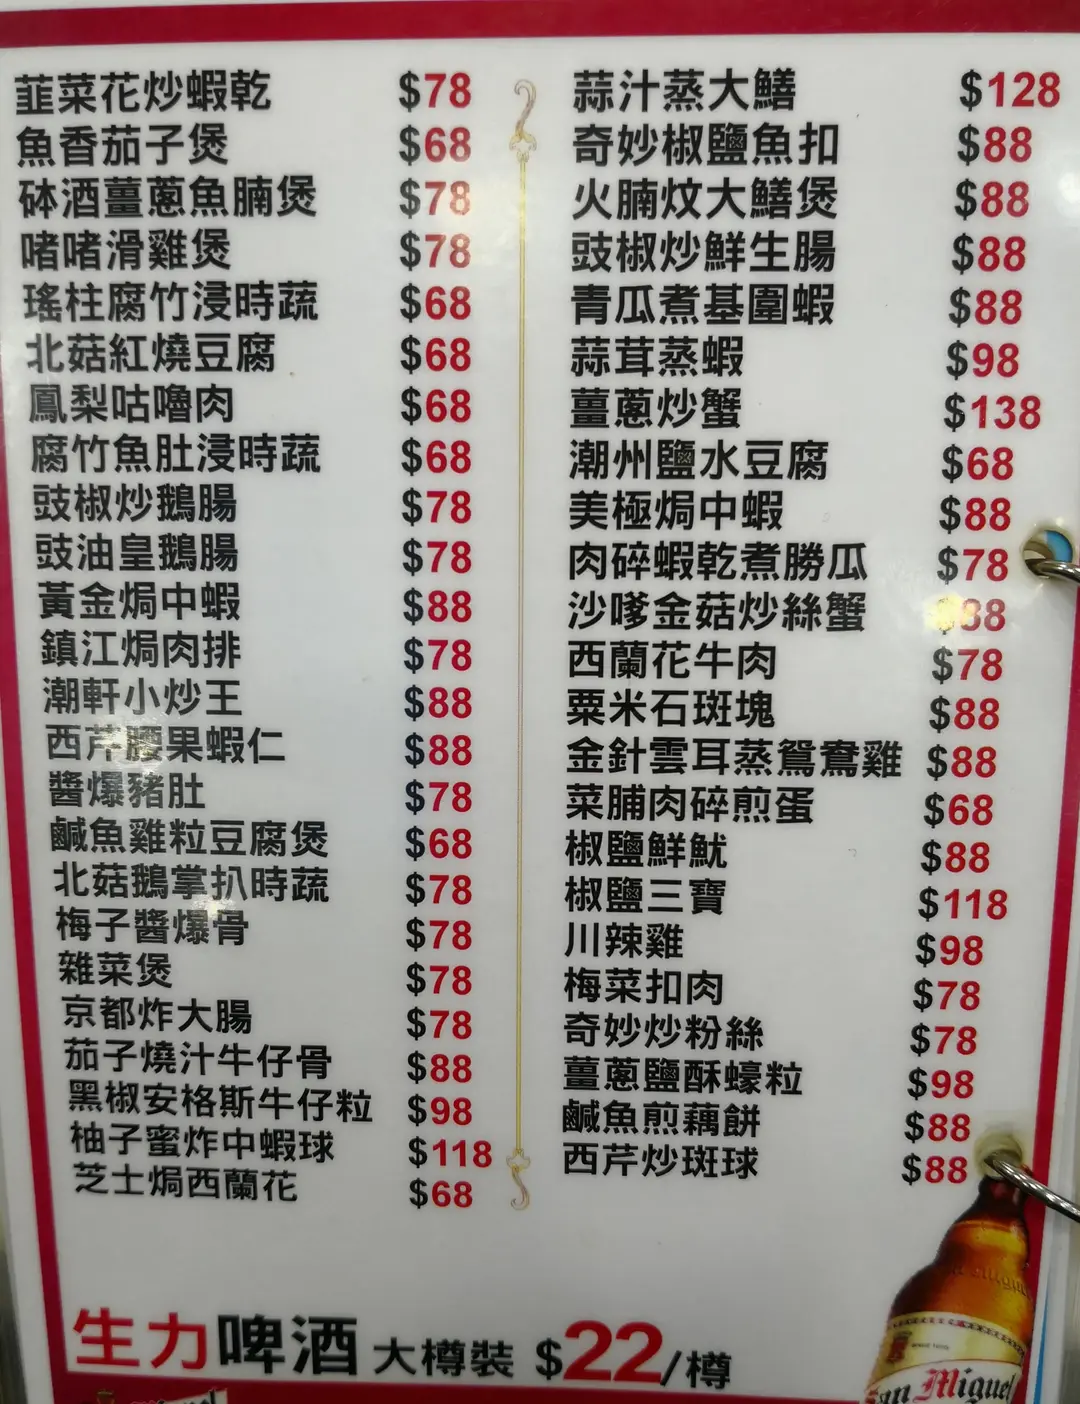 韮菜花炒蝦乾 $78
魚香茄子煲 $68
砵酒薑蔥魚腩煲 $78
啫啫滑雞煲 $78
瑤柱腐竹浸時蔬 $68
北菇紅燒豆腐 $68
鳳梨咕嚕肉 $68
腐竹魚肚浸時蔬 $68
豉椒炒鵝腸 $78
豉油皇鵝腸 $78
黃金焗中蝦 $88
鎮江焗肉排 $78
潮軒小炒王 $88
西芹腰果蝦仁 $88
醬爆豬肚 $78
鹹魚雞粒豆腐煲 $68
北菇鵝掌扒時蔬 $78
梅子醬爆骨 $78
雜菜煲 $78
京都炸大腸 $78
茄子燒汁牛仔骨 $88
黑椒安格斯牛仔粒 $98
柚子蜜炸中蝦球 $118
芝士焗西蘭花 $68
蒜汁蒸大鱔 $128
奇妙椒鹽魚扣 $88
火腩炆大鱔煲 $88
豉椒炒鮮生腸 $88
青瓜煮基圍蝦 $88
蒜茸蒸蝦 $98
薑蔥炒蟹 $138
潮州鹽水豆腐 $68
美極焗中蝦 $88
肉碎蝦乾煮勝瓜 $78
沙嗲金菇炒絲蟹 $88
西蘭花牛肉 $78
粟米石斑塊 $88
金針雲耳蒸鴛鴦雞 $88
菜脯肉碎煎蛋 $68
椒鹽鮮魷 $88
椒鹽三寶 $118
川辣雞 $98
梅菜扣肉 $78
奇妙炒粉絲 $78
薑蔥鹽酥蠔粒 $98
鹹魚煎藕餅 $88
西芹炒斑球 $88
生力啤酒 大樽裝 $22/樽
San Miguel